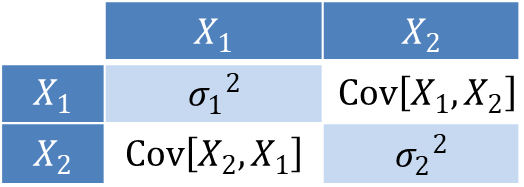 X₁ X₂
X₁ σ₁² Cov[X₁, X₂]
X₂ Cov[X₂, X₁] σ₂²